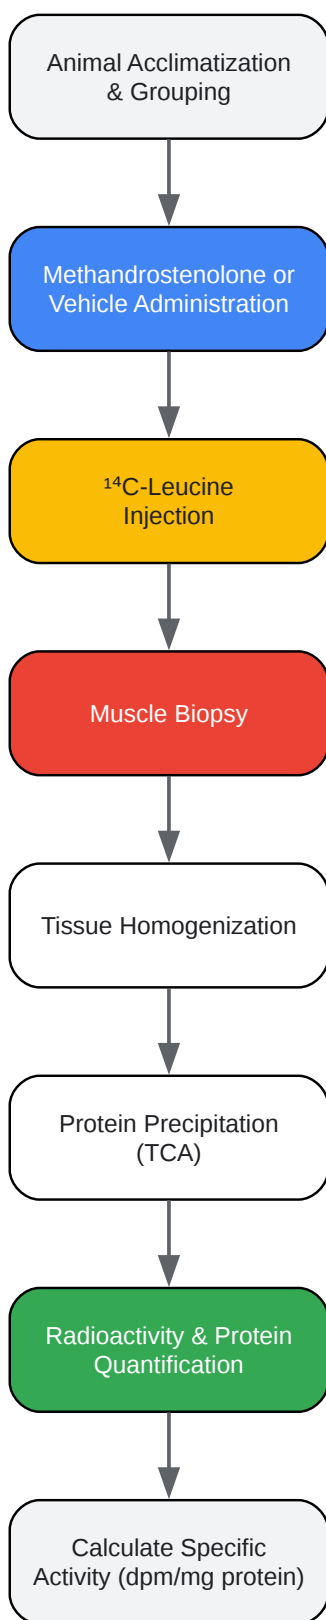 Animal Acclimatization
& Grouping
Methandrostenolone or
Vehicle Administration
¹⁴C-Leucine
Injection
Muscle Biopsy
Tissue Homogenization
Protein Precipitation
(TCA)
Radioactivity & Protein
Quantification
Calculate Specific
Activity (dpm/mg protein)